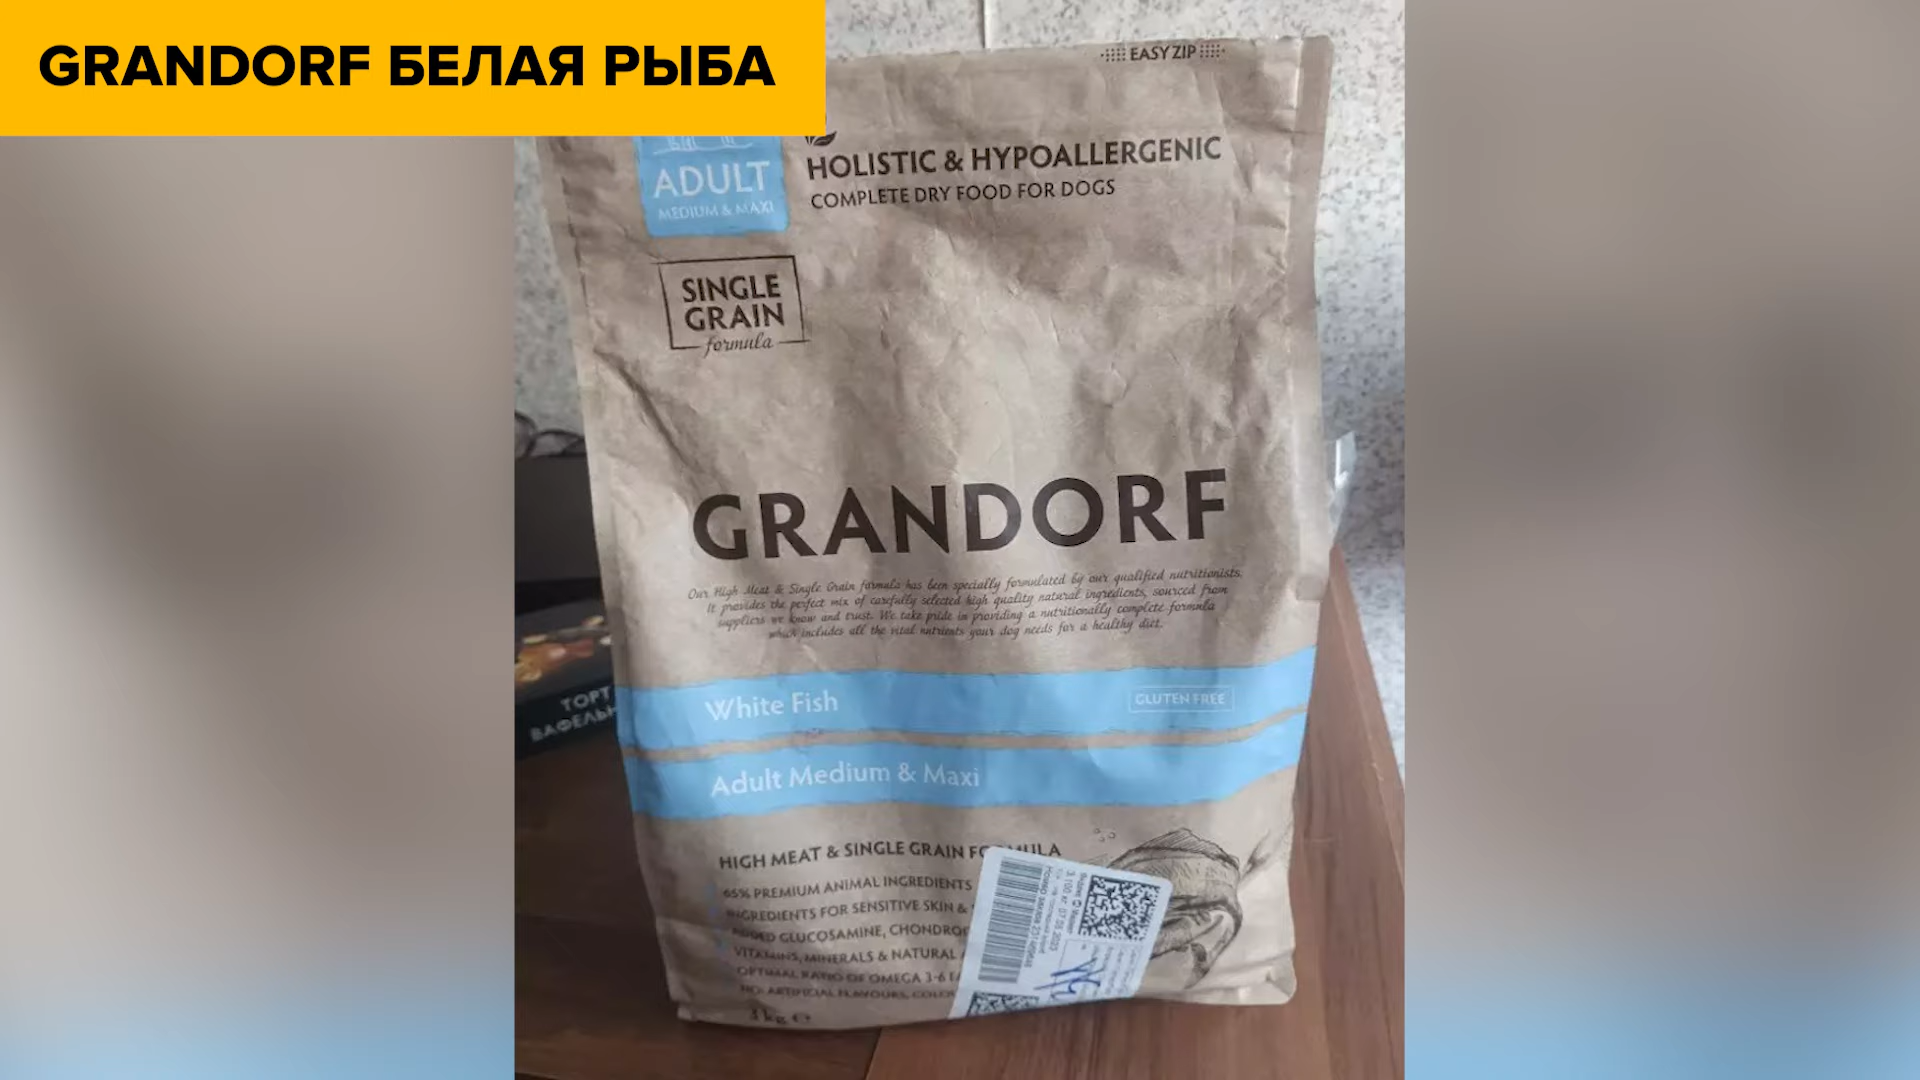 GRANDORF БЕЛАЯ РЫБА
EASY ZIP
ADULT
MEDIUM & MAXI
HOLISTIC & HYPOALLERGENIC
COMPLETE DRY FOOD FOR DOGS
SINGLE
GRAIN
formula
GRANDORF
Our High Meat & Single Grain formula has been specially formulated by our qualified nutritionists.
It provides the perfect mix of carefully selected high quality natural ingredients, sourced from
suppliers we know and trust. We take pride in providing a nutritionally complete formula
which includes all the vital nutrients your dog needs for a healthy diet.
White Fish
GLUTEN FREE
Adult Medium & Maxi
HIGH MEAT & SINGLE GRAIN
65% PREMIUM ANIMAL INGREDIENTS
INGREDIENTS FOR SENSITIVE SKIN &
ADDED GLUCOSAMINE,
VITAMINS, MINERALS & NATURAL
OPTIMAL RATIO OF OMEGA 3-6
NO ARTIFICIAL FLAVOURS,
ТОРТ